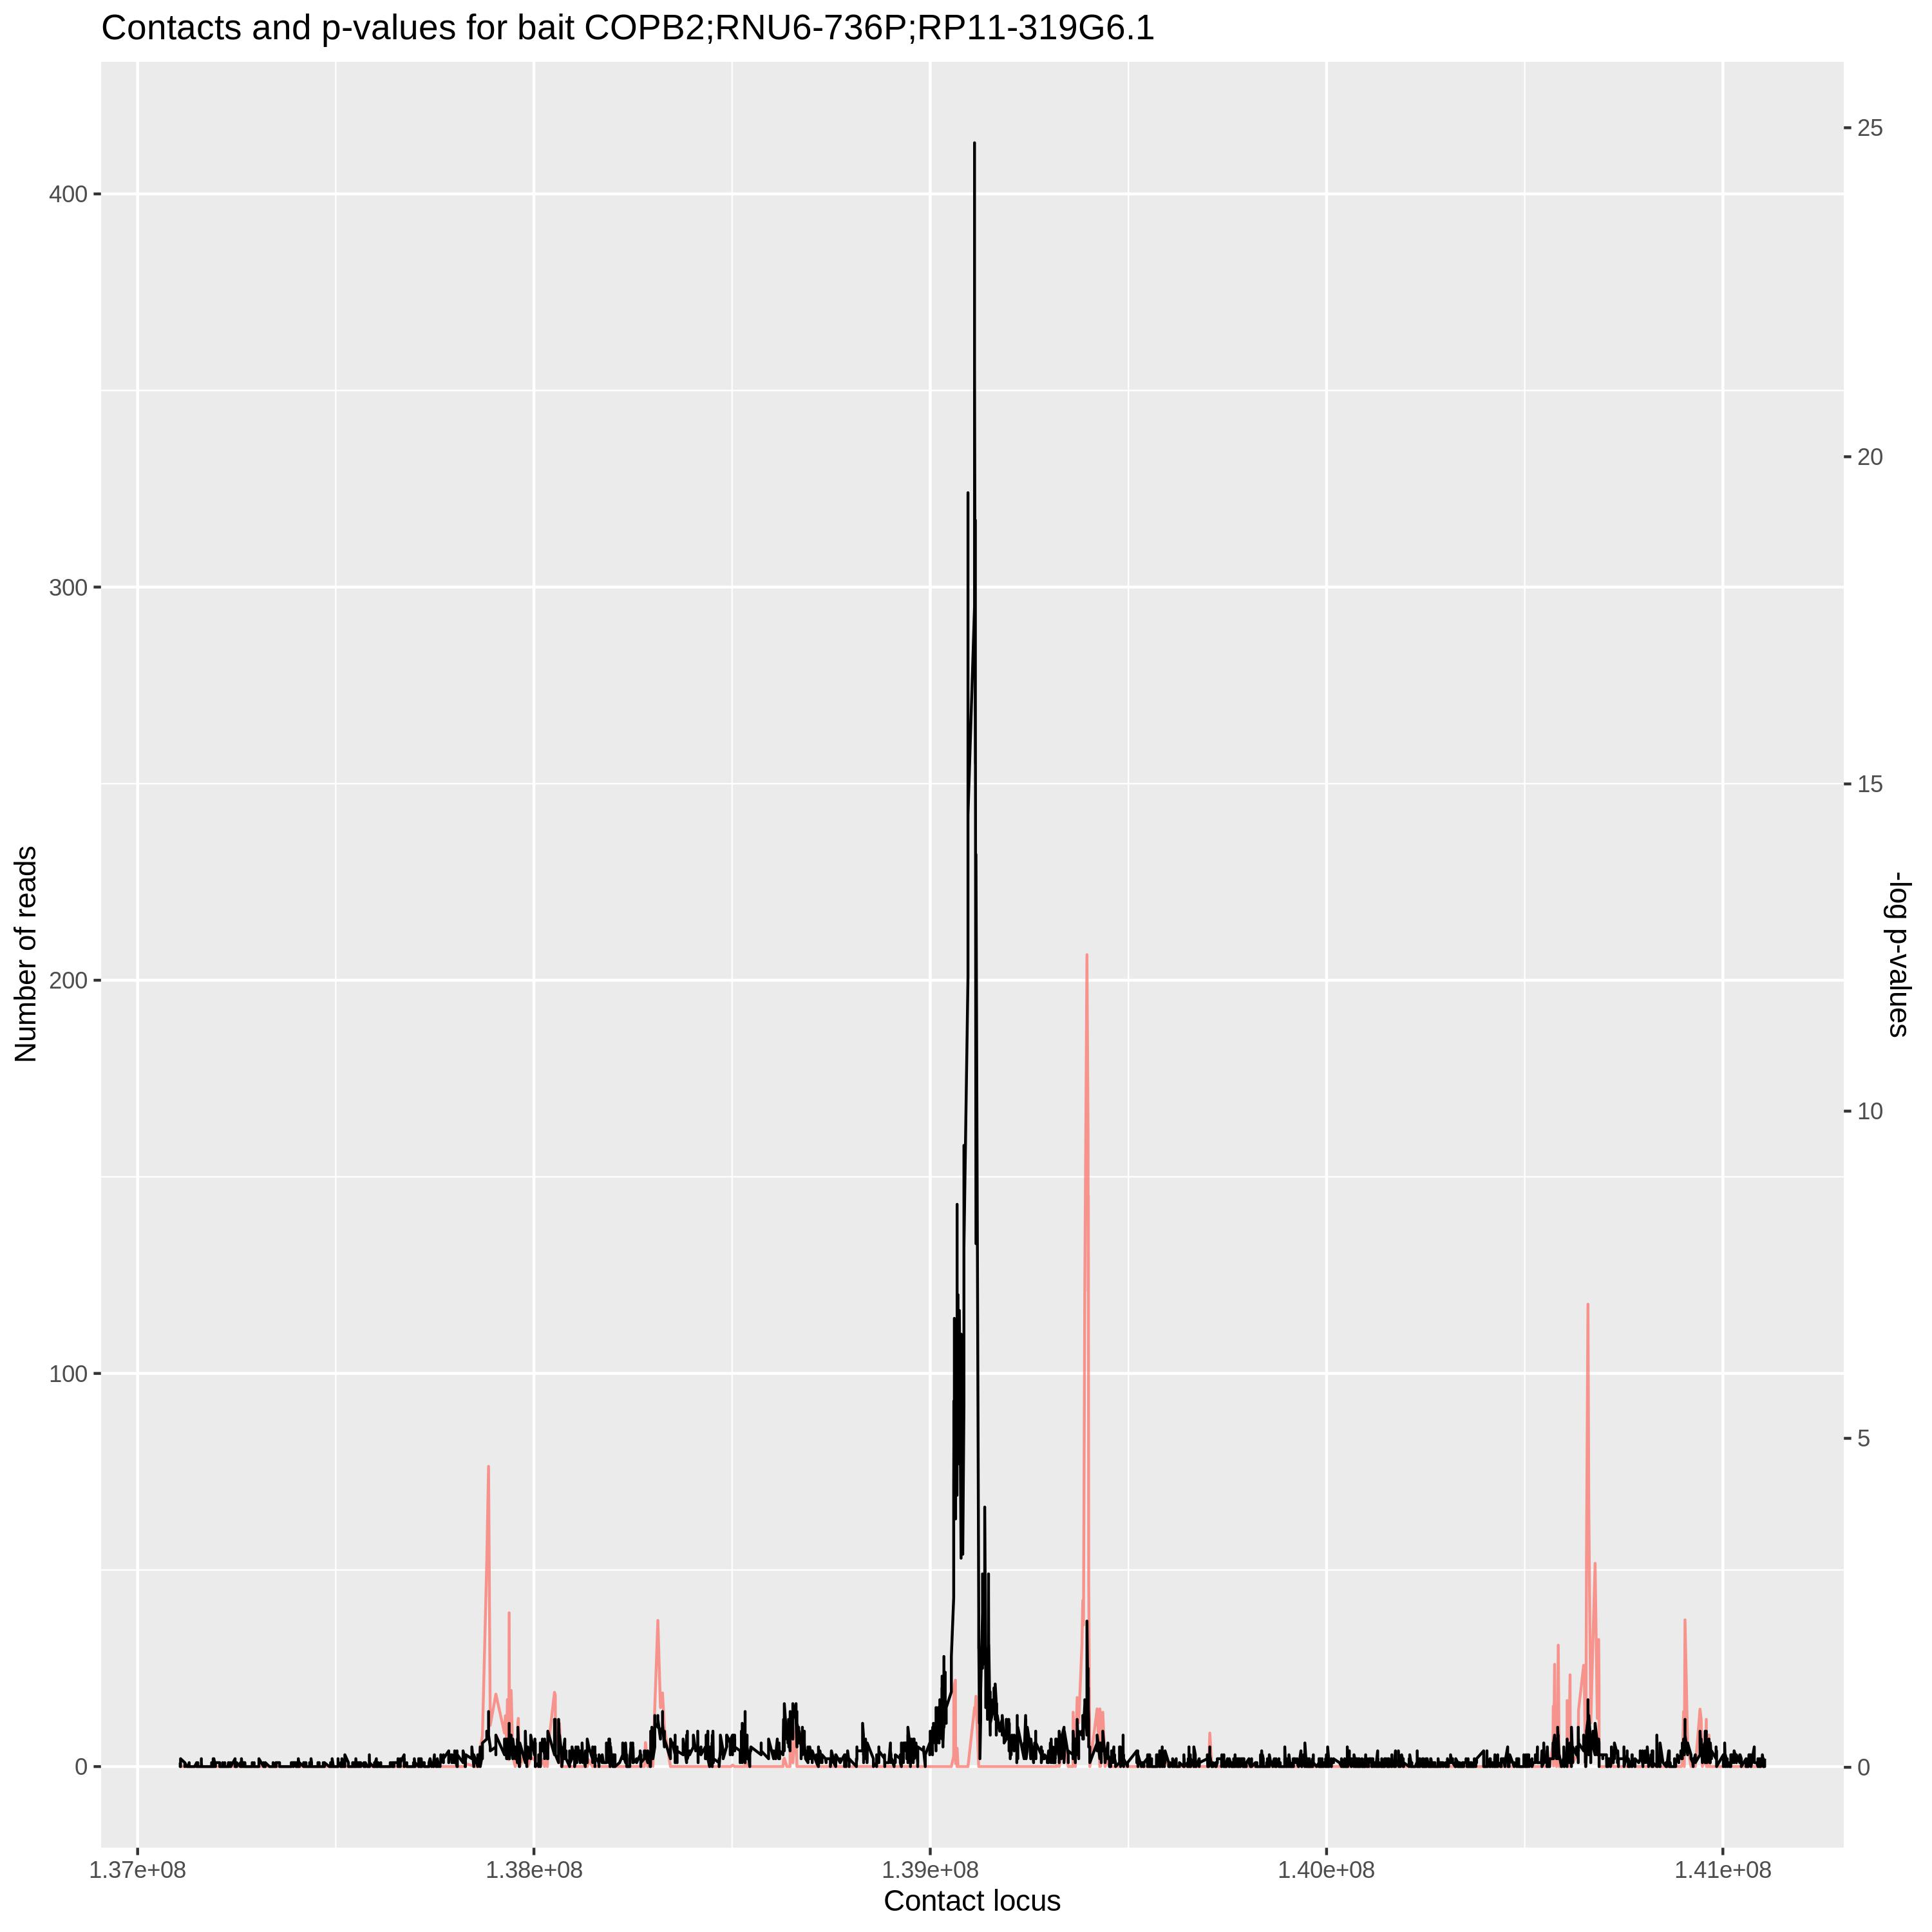 Contacts and p-values for bait COPB2;RNU6-736P;RP11-319G6.1
400
300
200
100
0
Number of reads
25
20
15
10
5
0
-log p-values
1.37e+08
1.38e+08
1.39e+08
1.40e+08
1.41e+08
Contact locus